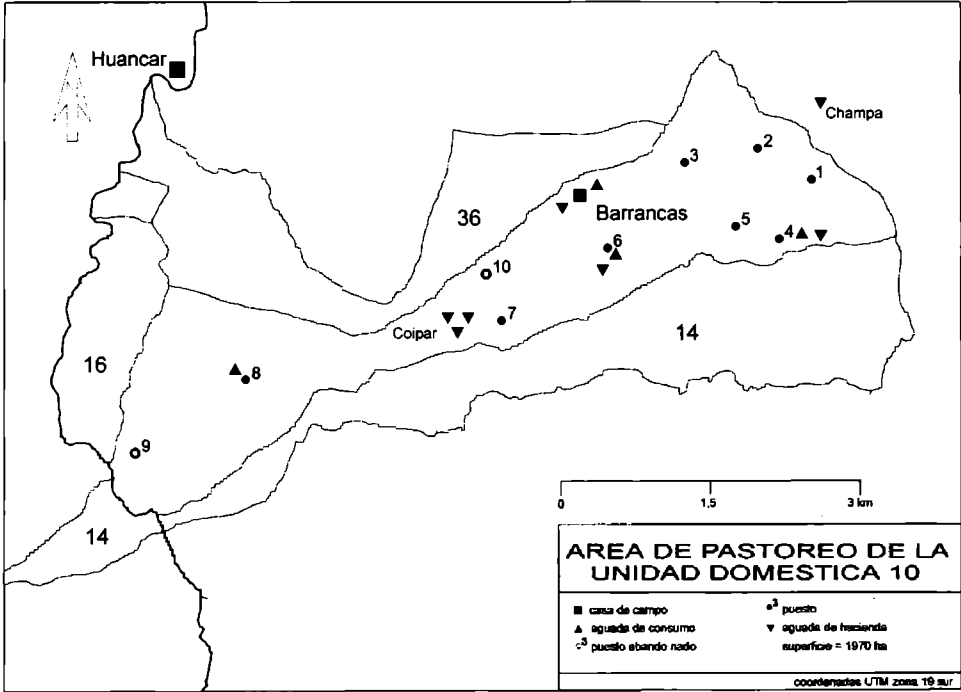 Huancar
Champa
2
3
1
36
Barrancas
5
4
6
10
7
Coipar
14
16
8
9
14
0
1,5
3 km
AREA DE PASTOREO DE LA
UNIDAD DOMESTICA 10
casa de campo
3 puesto
aguada de consumo
aguada de hacienda
3 puesto abando nado
superficie = 1970 ha
coordenadas UTM zona 19 sur